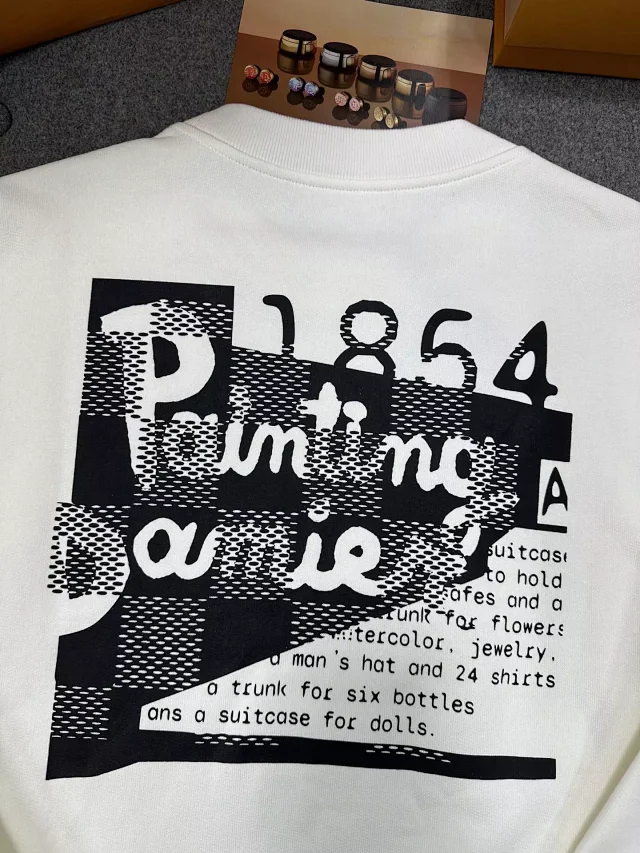 1854
Painting
Damier
A
suitcase
to hold
safes and a
trunk for flowers
watercolor, jewelry,
a man's hat and 24 shirts
a trunk for six bottles
ans a suitcase for dolls.